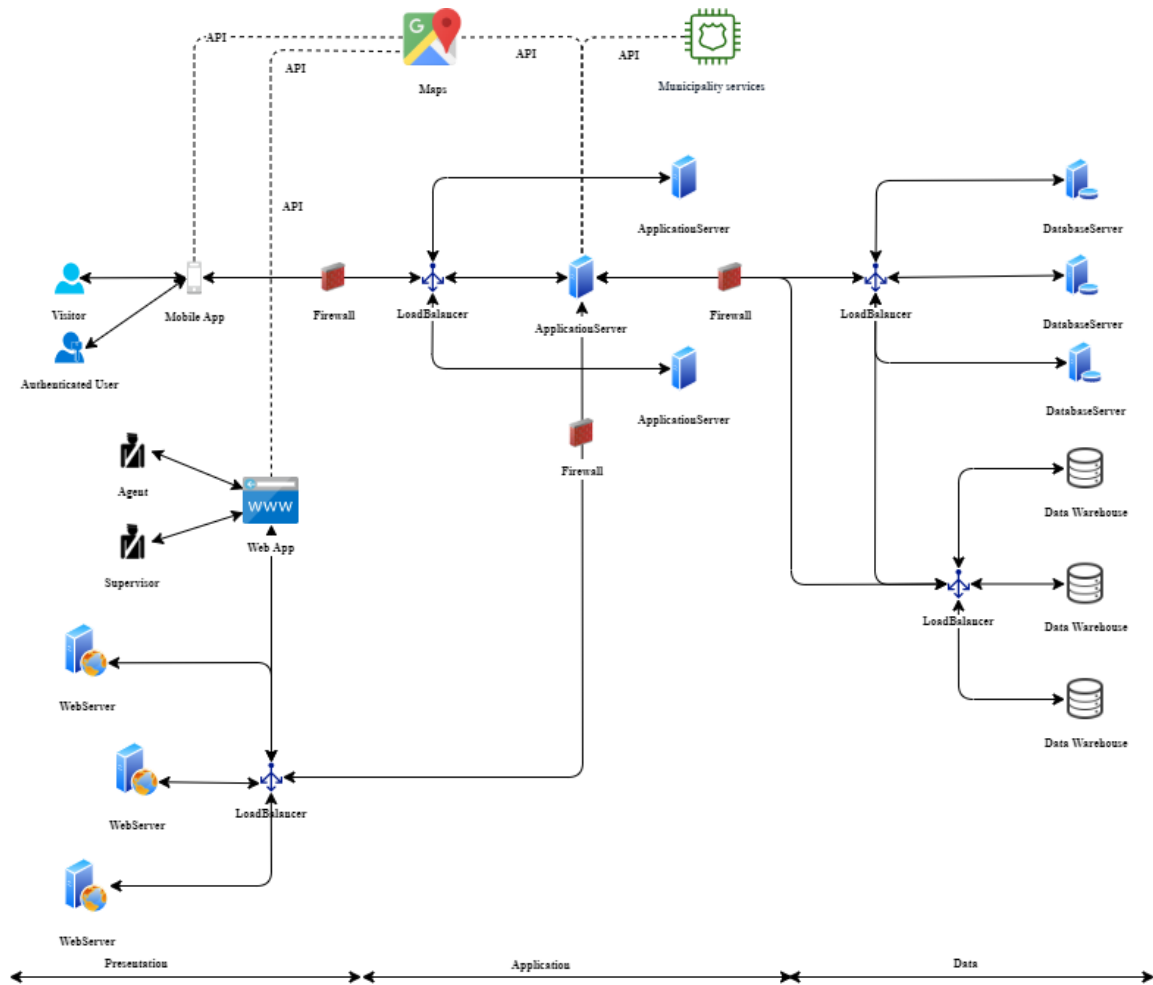 API
API
API
API
Maps
Municipality services
API
ApplicationServer
DatabaseServer
Visitor
Mobile App
Firewall
LoadBalancer
ApplicationServer
Firewall
LoadBalancer
DatabaseServer
Authenticated User
ApplicationServer
DatabaseServer
Firewall
Agent
www
Web App
Data Warehouse
Supervisor
LoadBalancer
Data Warehouse
WebServer
Data Warehouse
WebServer
LoadBalancer
WebServer
Presentation
Application
Data